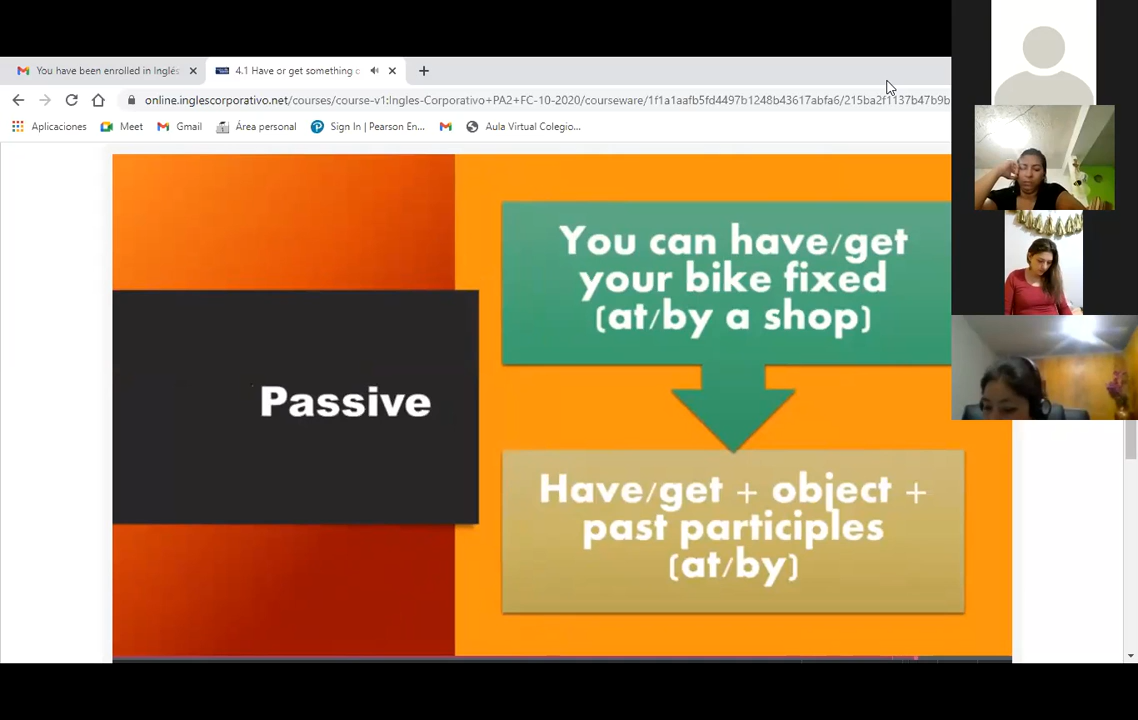 You have been enrolled in Inglés
4.1 Have or get something o
online.inglescorporativo.net/courses/course-v1:Ingles-Corporativo+PA2+FC-10-2020/courseware/1f1a1aafb5fd4497b1248b43617abfa6/215ba2f1137b47b9b
Aplicaciones
Meet
Gmail
Área personal
Sign In | Pearson En...
Aula Virtual Colegio...
Passive
You can have/get
your bike fixed
(at/by a shop)
Have/get + object +
past participles
(at/by)